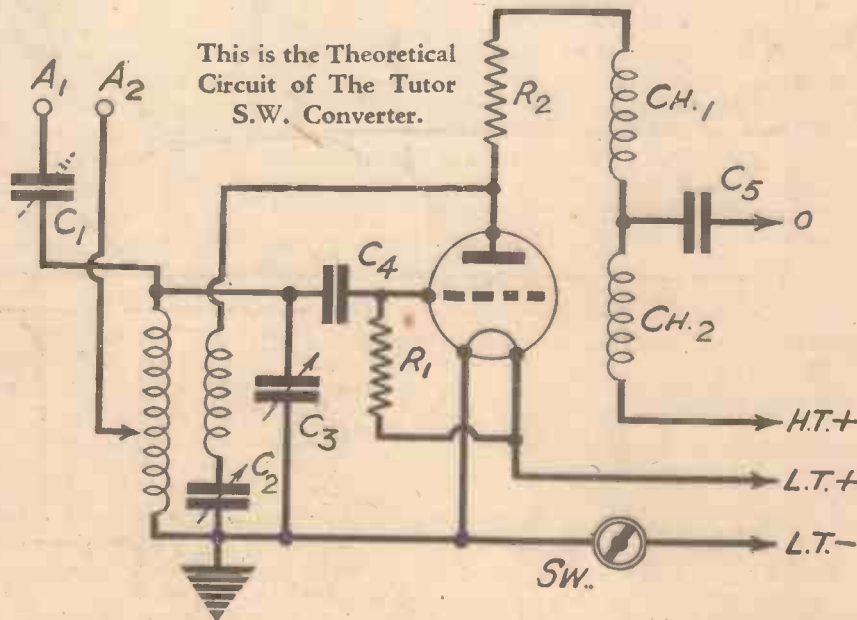 This is the Theoretical
Circuit of The Tutor
S.W. Converter.
A1
A2
C1
R2
CH.1
C5
O
C4
R1
C3
C2
CH.2
H.T.+
L.T.+
L.T.-
SW..